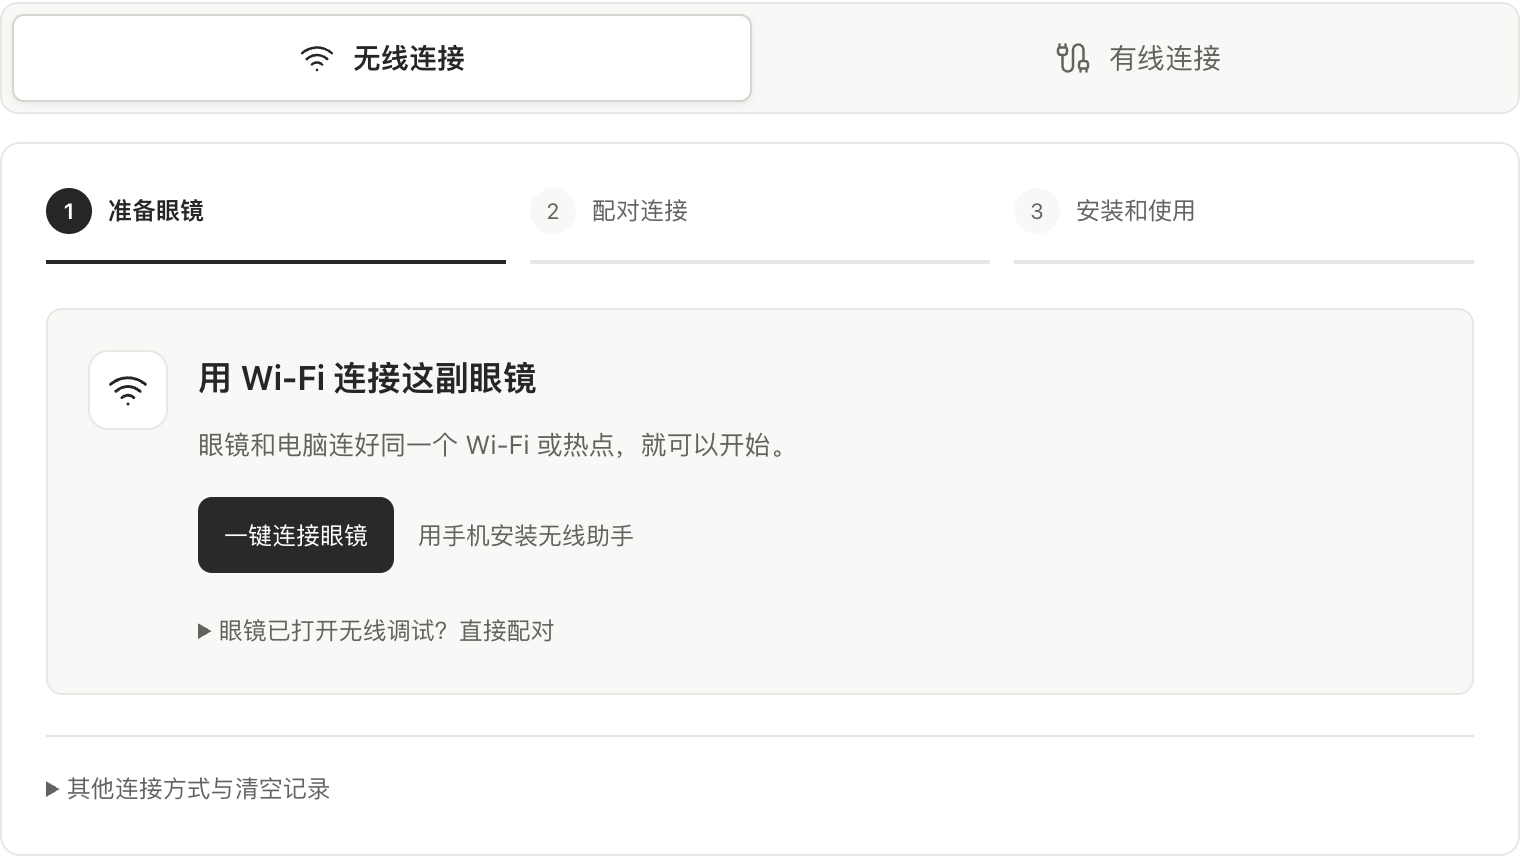 无线连接
有线连接
1 准备眼镜
2 配对连接
3 安装和使用
用 Wi-Fi 连接这副眼镜
眼镜和电脑连好同一个 Wi-Fi 或热点，就可以开始。
一键连接眼镜
用手机安装无线助手
眼镜已打开无线调试？直接配对
其他连接方式与清空记录